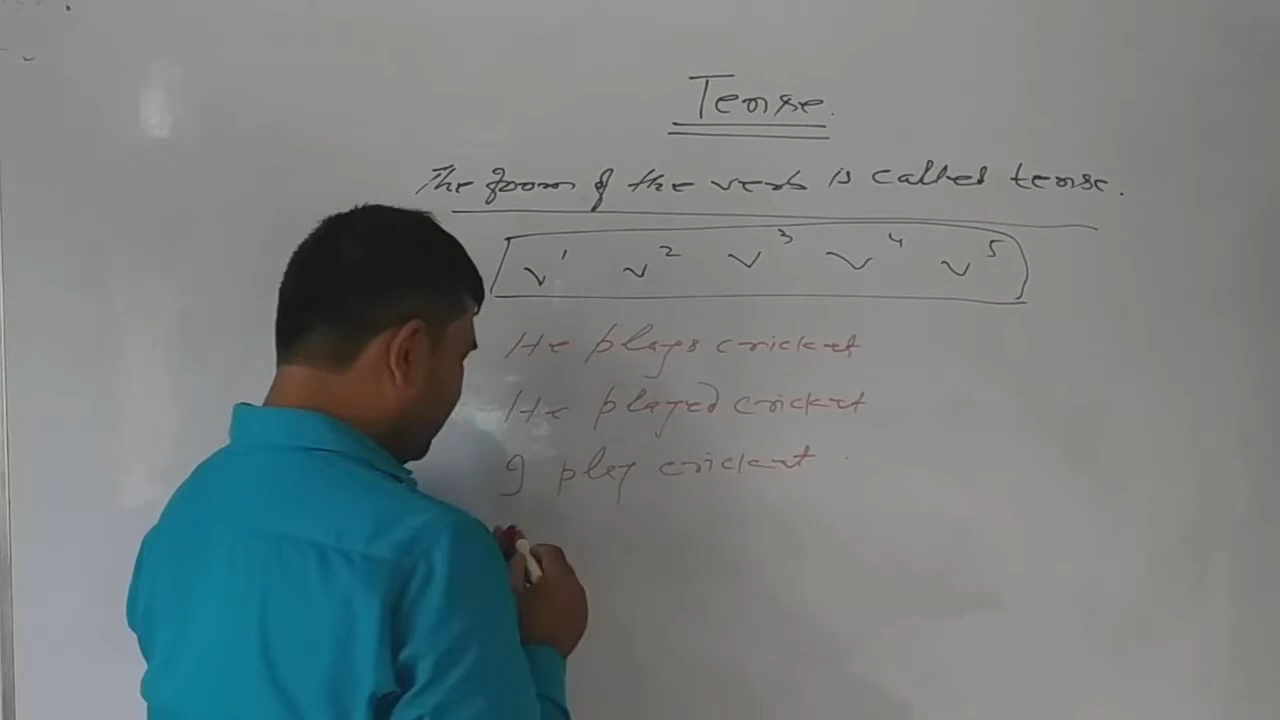 Tense.
The form of the verb is called tense.
V1 V2 V3 V4 V5
He plays cricket
He played cricket
I play cricket